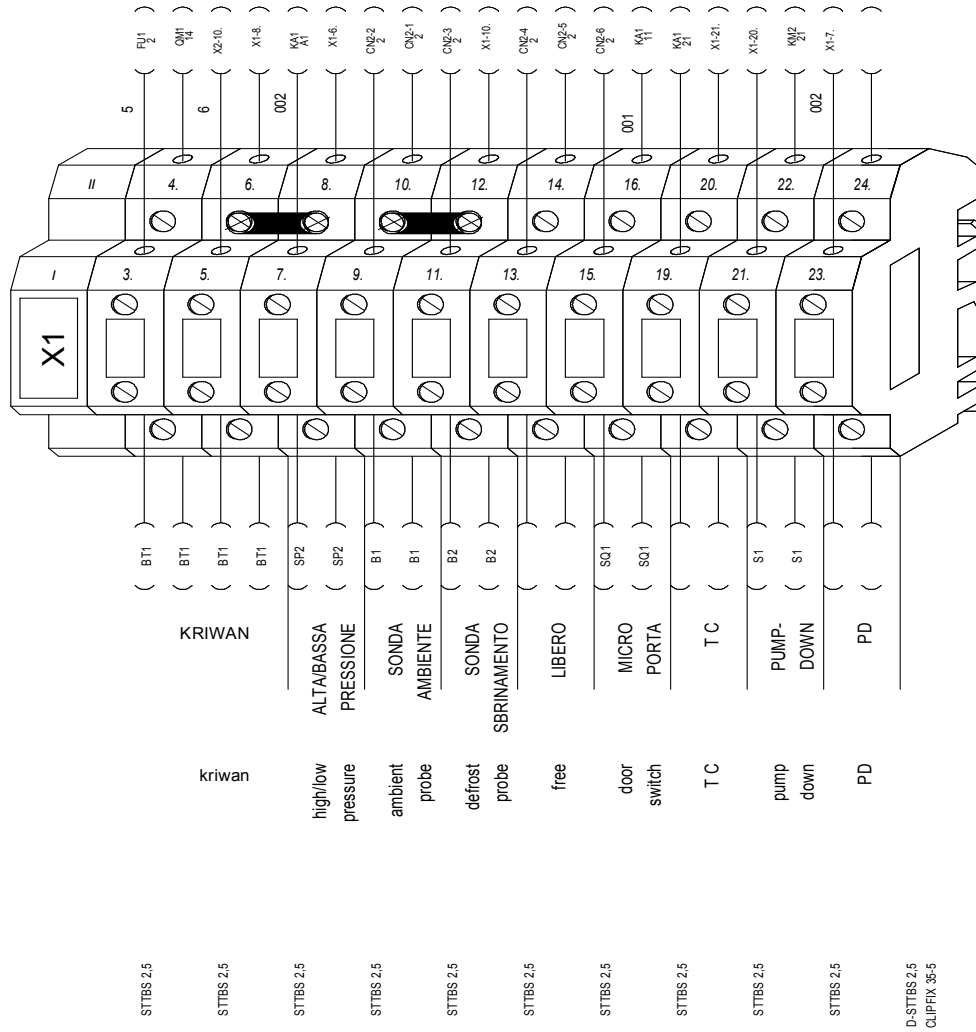 FU1 2
QM1 14
X2-10.
X1-8.
KA1 A1
X1-6.
CN2-2 2
CN2-1 2
CN2-3 2
X1-10.
CN2-4 2
CN2-5 2
CN2-6 2
KA1 11
KA1 21
X1-21.
X1-20.
KM2 21
X1-7.
5
6
002
001
002
II
4.
6.
8.
10.
12.
14.
16.
20.
22.
24.
I
3.
5.
7.
9.
11.
13.
15.
19.
21.
23.
X1
BT1
BT1
BT1
BT1
SP2
SP2
B1
B1
B2
B2
SQ1
SQ1
S1
S1
KRIWAN
ALTA/BASSA
PRESSIONE
SONDA
AMBIENTE
SONDA
SBRINAMENTO
LIBERO
MICRO
PORTA
T C
PUMP-
DOWN
PD
kriwan
high/low
pressure
ambient
probe
defrost
probe
free
door
switch
T C
pump
down
PD
STTBS 2,5
STTBS 2,5
STTBS 2,5
STTBS 2,5
STTBS 2,5
STTBS 2,5
STTBS 2,5
STTBS 2,5
STTBS 2,5
STTBS 2,5
D-STTBS 2,5
CLIPFIX 35-5